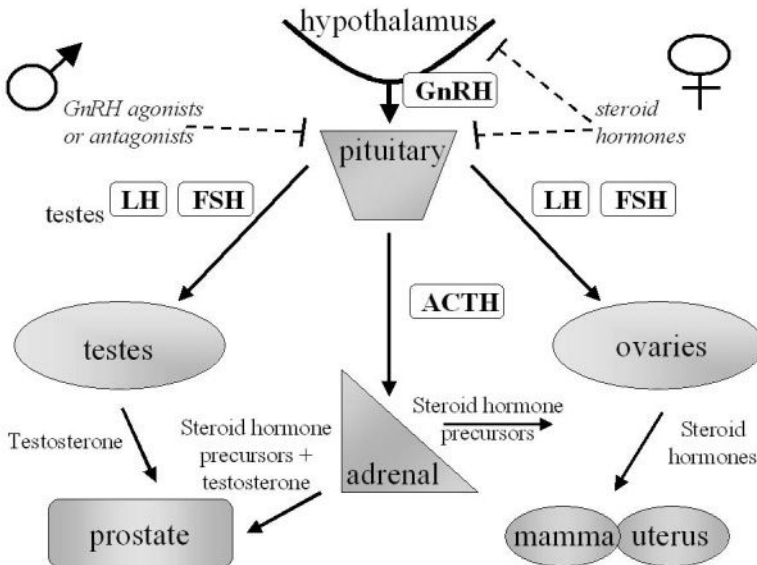 hypothalamus
GnRH
GnRH agonists
or antagonists
steroid
hormones
pituitary
testes
LH
FSH
LH
FSH
ACTH
testes
ovaries
Testosterone
Steroid hormone
precursors +
testosterone
Steroid hormone
precursors
Steroid
hormones
adrenal
prostate
mamma
uterus